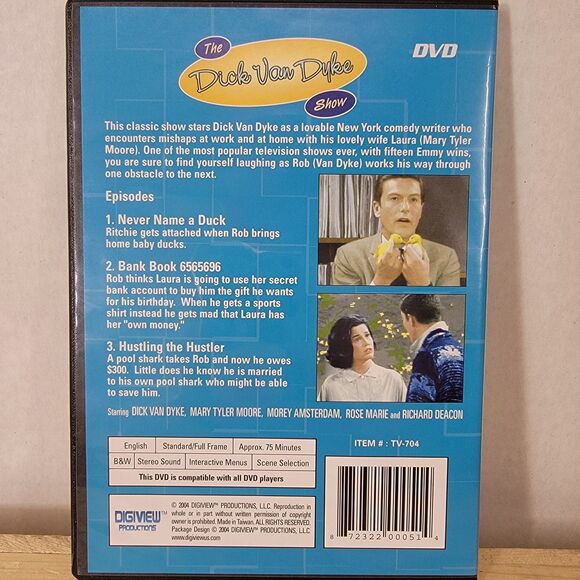 The
Dick Van Dyke
Show
DVD
This classic show stars Dick Van Dyke as a lovable New York comedy writer who
encounters mishaps at work and at home with his lovely wife Laura (Mary Tyler
Moore). One of the most popular television shows ever, with fifteen Emmy wins,
you are sure to find yourself laughing as Rob (Van Dyke) works his way through
one obstacle to the next.
Episodes
1. Never Name a Duck
Ritchie gets attached when Rob brings
home baby ducks.
2. Bank Book 6565696
Rob thinks Laura is going to use her secret
bank account to buy him the gift he wants
for his birthday. When he gets a sports
shirt instead he gets mad that Laura has
her "own money."
3. Hustling the Hustler
A pool shark takes Rob and now he owes
$300. Little does he know he is married
to his own pool shark who might be able
to save him.
Starring DICK VAN DYKE, MARY TYLER MOORE, MOREY AMSTERDAM, ROSE MARIE and RICHARD DEACON
English Standard/Full Frame Approx. 75 Minutes
B&W Stereo Sound Interactive Menus Scene Selection
This DVD is compatible with all DVD players
ITEM # : TV-704
DIGIVIEW™
PRODUCTIONS
© 2004 DIGIVIEW™ PRODUCTIONS, L.L.C. Reproduction in
whole or in part without written permission of copyright
owner is prohibited. Made in Taiwan. ALL RIGHTS RESERVED.
Package Design © 2004 DIGIVIEW™ PRODUCTIONS, L.L.C.
www.digiviewus.com
8 72322 00051 4